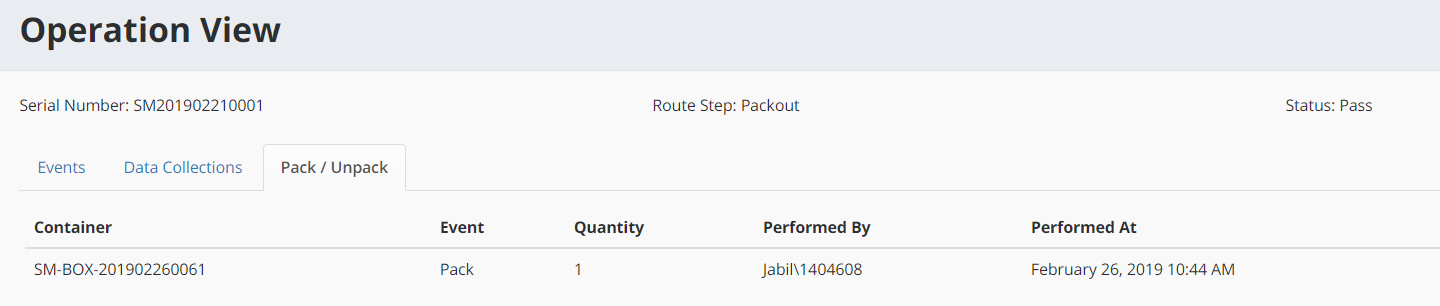 Operation View
Serial Number: SM201902210001 Route Step: Packout Status: Pass
Events Data Collections Pack / Unpack
Container Event Quantity Performed By Performed At
SM-BOX-201902260061 Pack 1 Jabil\1404608 February 26, 2019 10:44 AM